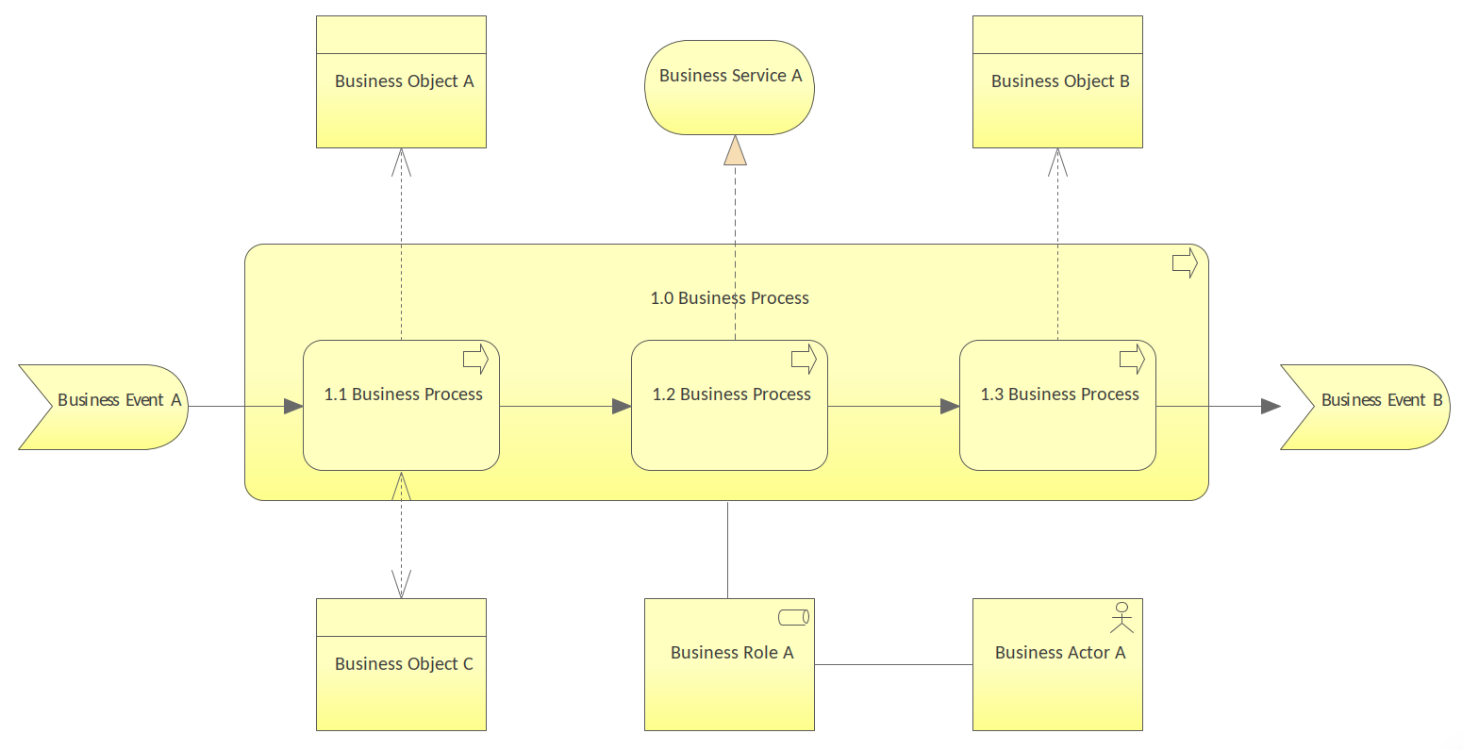 Business Object A
Business Service A
Business Object B
1.0 Business Process
1.1 Business Process
1.2 Business Process
1.3 Business Process
Business Event A
Business Event B
Business Object C
Business Role A
Business Actor A